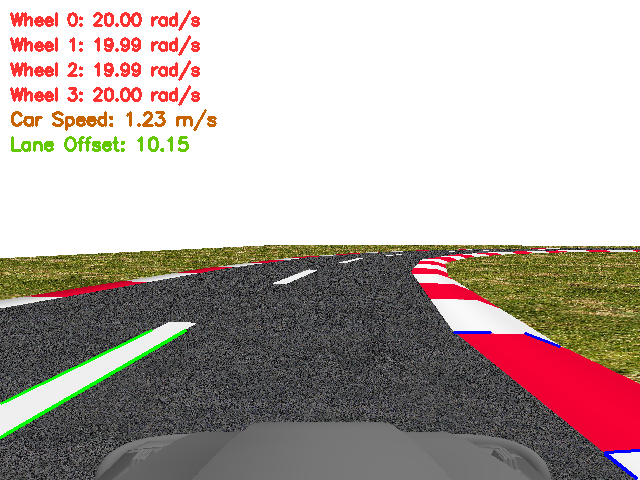 Wheel 0: 20.00 rad/s
Wheel 1: 19.99 rad/s
Wheel 2: 19.99 rad/s
Wheel 3: 20.00 rad/s
Car Speed: 1.23 m/s
Lane Offset: 10.15